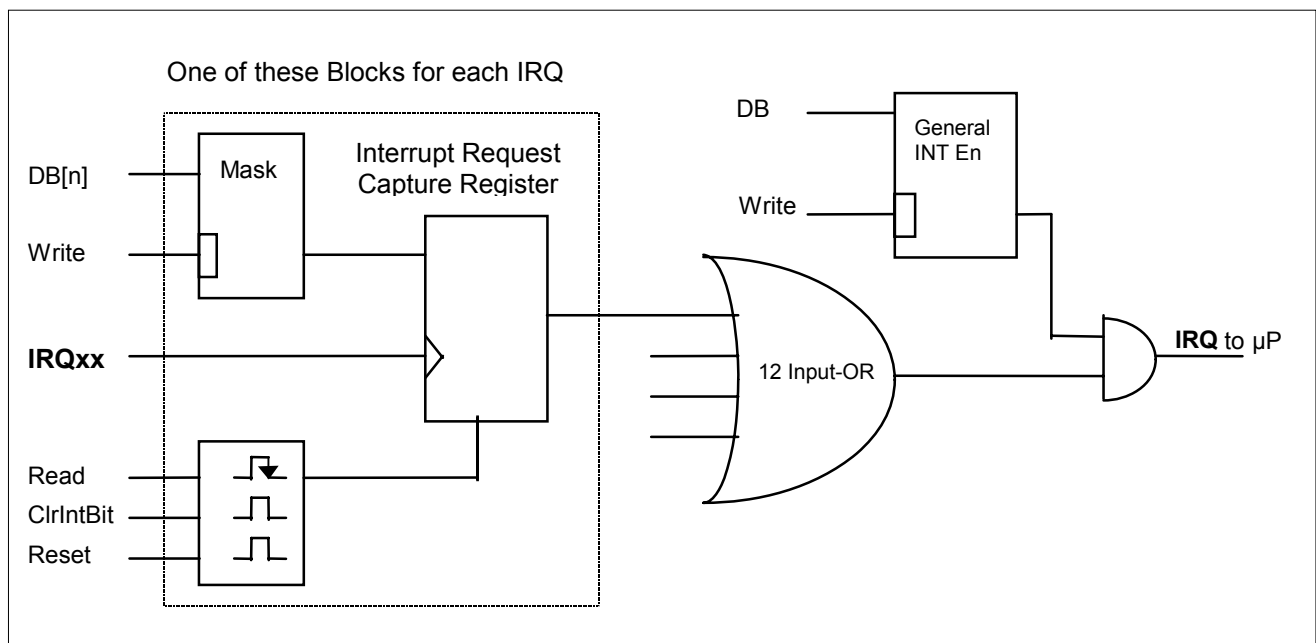 One of these Blocks for each IRQ
DB[n]
Mask
Write
Interrupt Request
Capture Register
IRQxx
Read
ClrIntBit
Reset
12 Input-OR
DB
General
INT En
Write
IRQ to µP